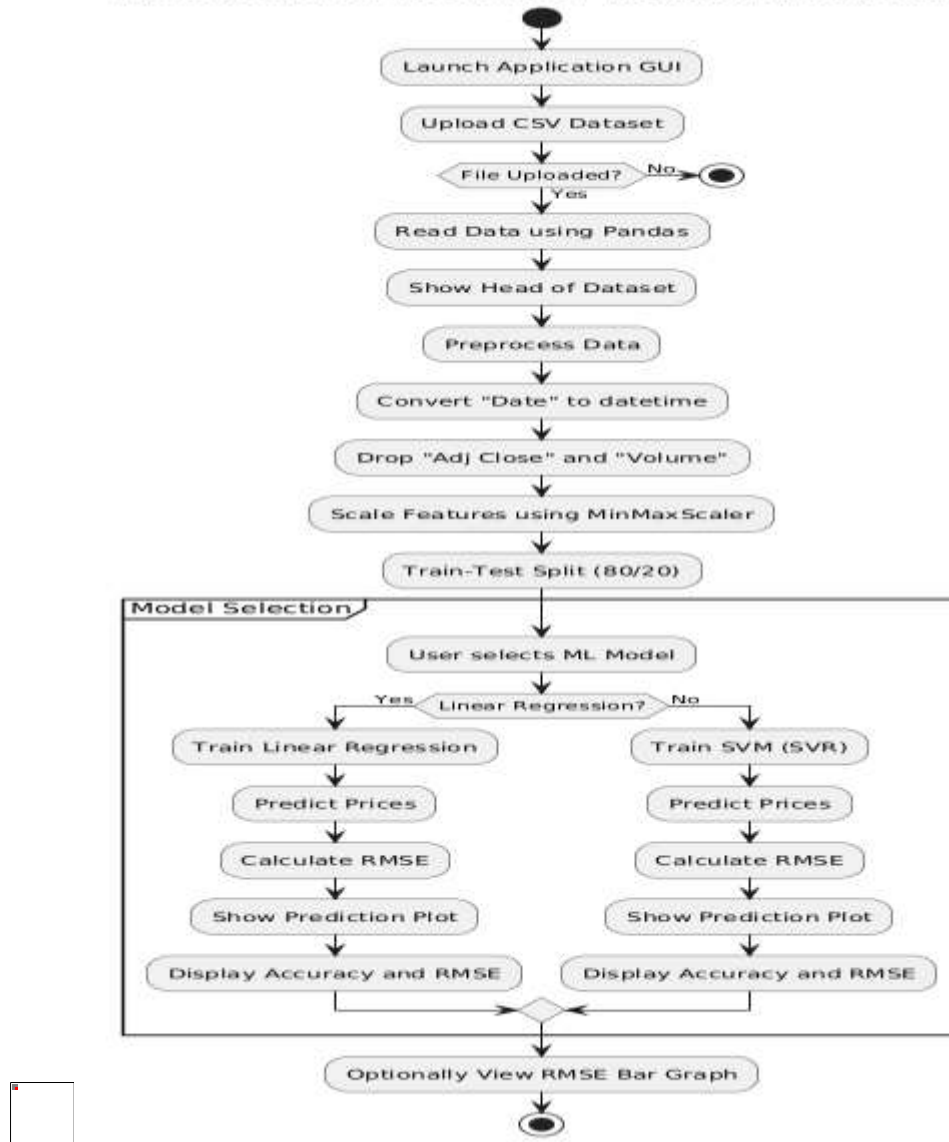 Launch Application GUI
Upload CSV Dataset
File Uploaded?
No
Yes
Read Data using Pandas
Show Head of Dataset
Preprocess Data
Convert "Date" to datetime
Drop "Adj Close" and "Volume"
Scale Features using MinMaxScaler
Train-Test Split (80/20)
Model Selection
User selects ML Model
Yes
Linear Regression?
No
Train Linear Regression
Train SVM (SVR)
Predict Prices
Predict Prices
Calculate RMSE
Calculate RMSE
Show Prediction Plot
Show Prediction Plot
Display Accuracy and RMSE
Display Accuracy and RMSE
Optionally View RMSE Bar Graph